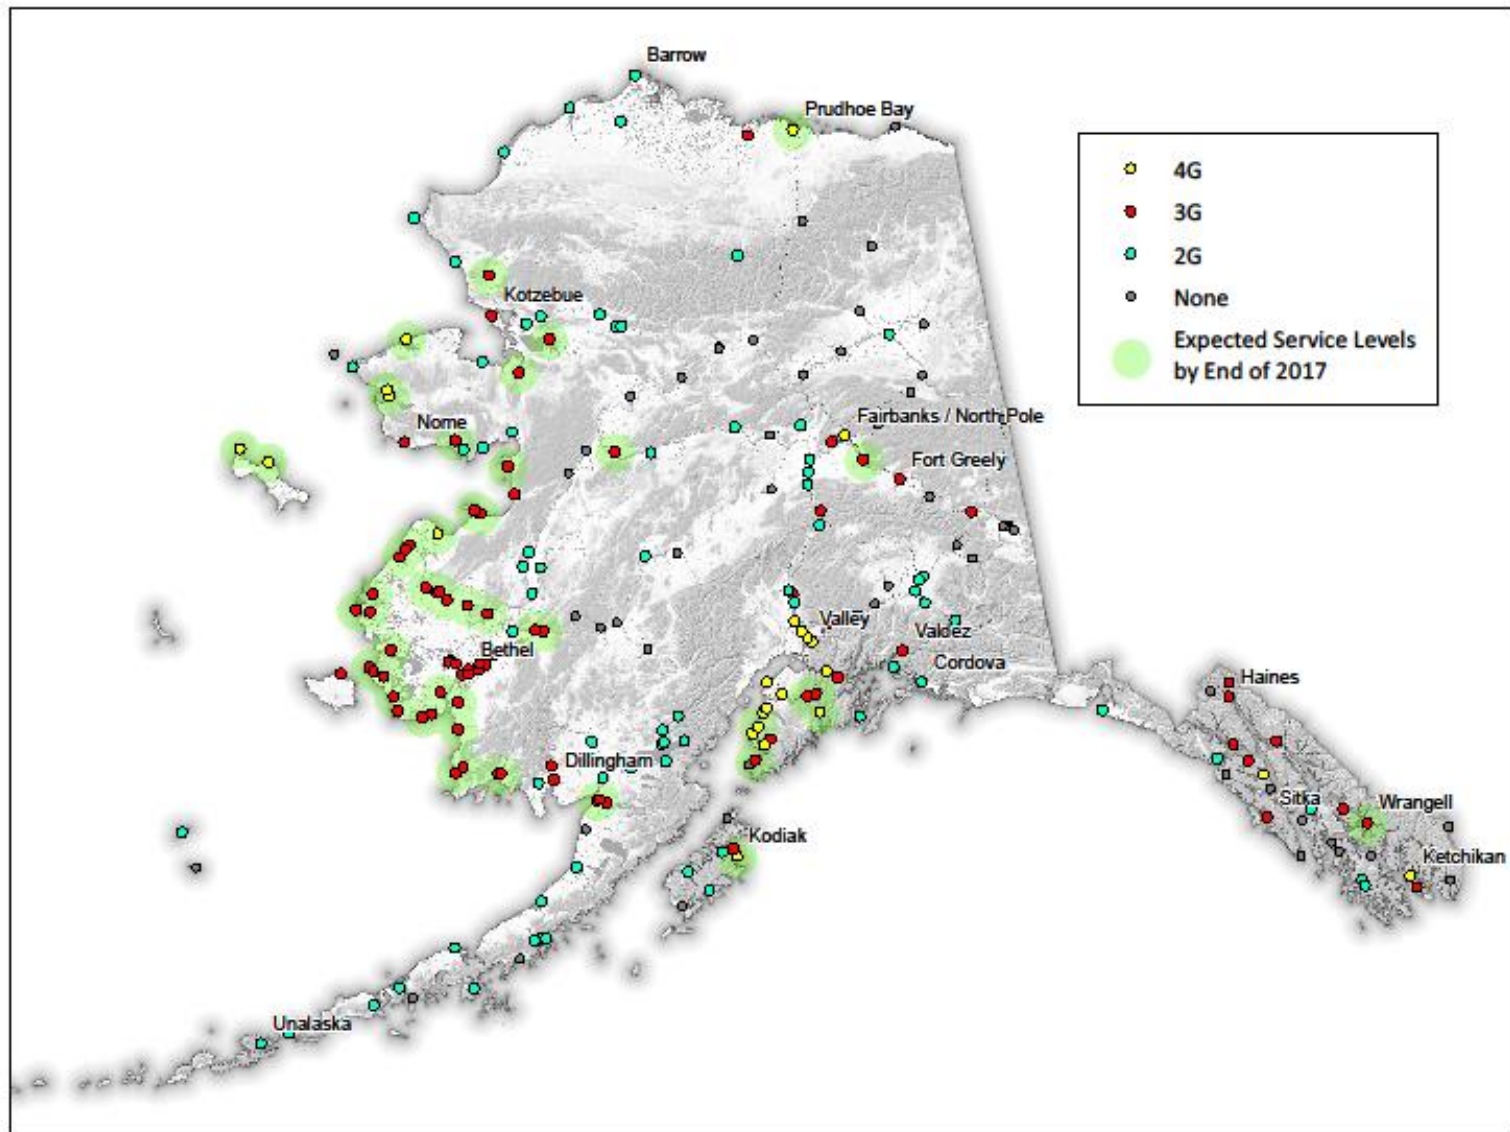 Barrow
Prudhoe Bay
4G
3G
2G
None
Expected Service Levels
by End of 2017
Kotzebue
Nome
Fairbanks / North Pole
Fort Greely
Valley
Valdez
Bethel
Cordova
Haines
Dillingham
Sitka
Wrangell
Kodiak
Ketchikan
Unalaska